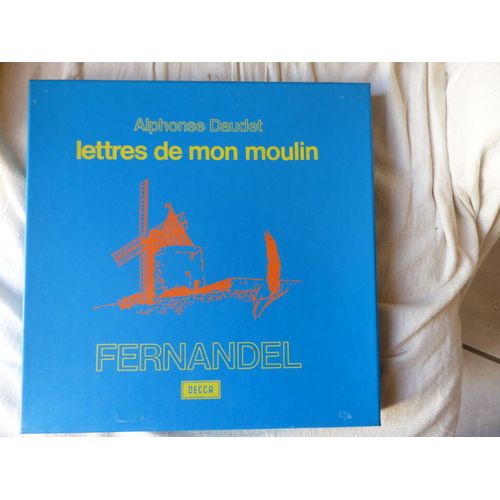 Alphonse Daudet
lettres de mon moulin
FERNANDEL
DECCA